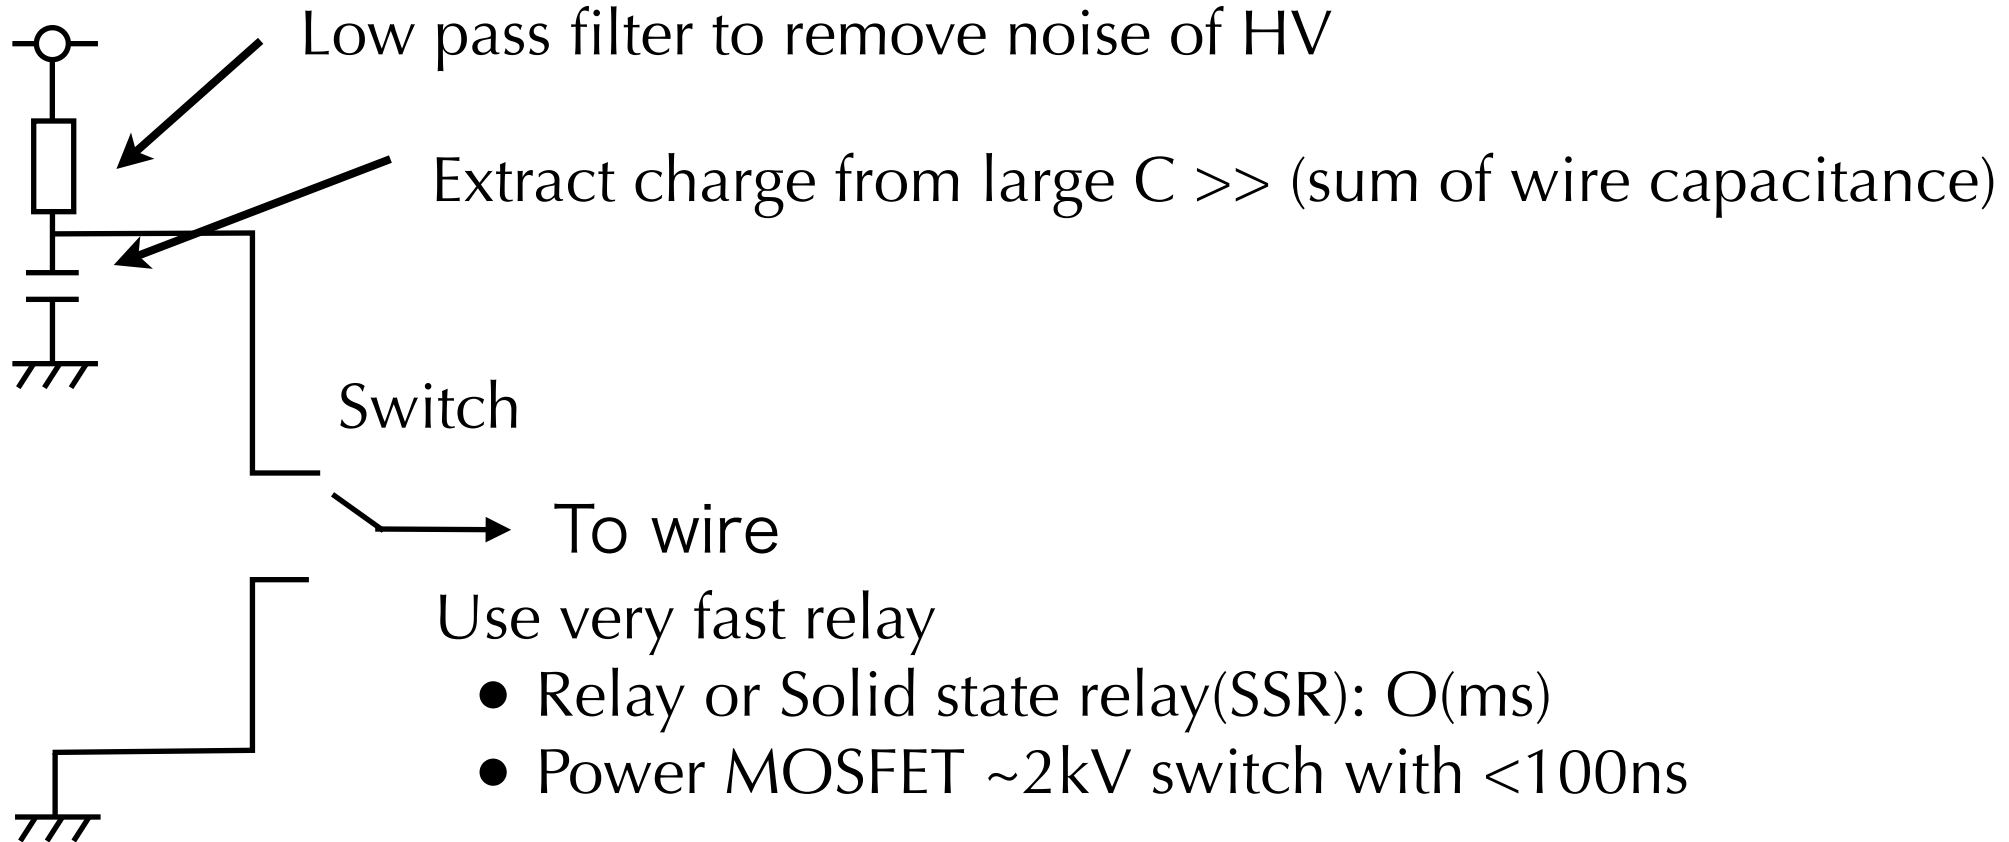 Low pass filter to remove noise of HV
Extract charge from large C >> (sum of wire capacitance)
Switch
To wire
Use very fast relay
● Relay or Solid state relay(SSR): O(ms)
● Power MOSFET ~2kV switch with <100ns